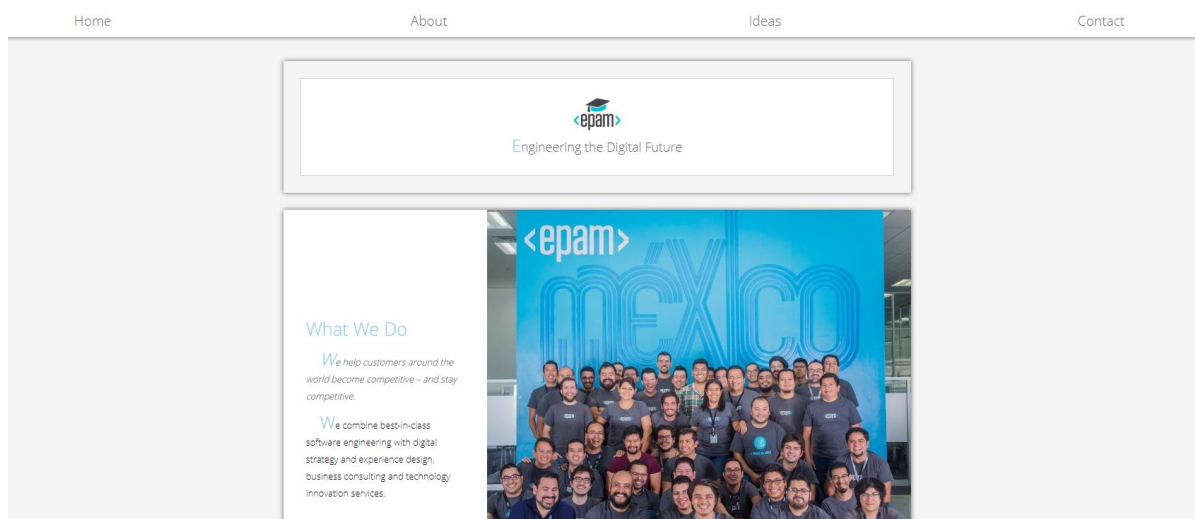 Home About Ideas Contact
<epam>
Engineering the Digital Future
<epam>
méxico
What We Do
We help customers around the
world become competitive – and stay
competitive.
We combine best-in-class
software engineering with digital
strategy and experience design,
business consulting and technology
innovation services.